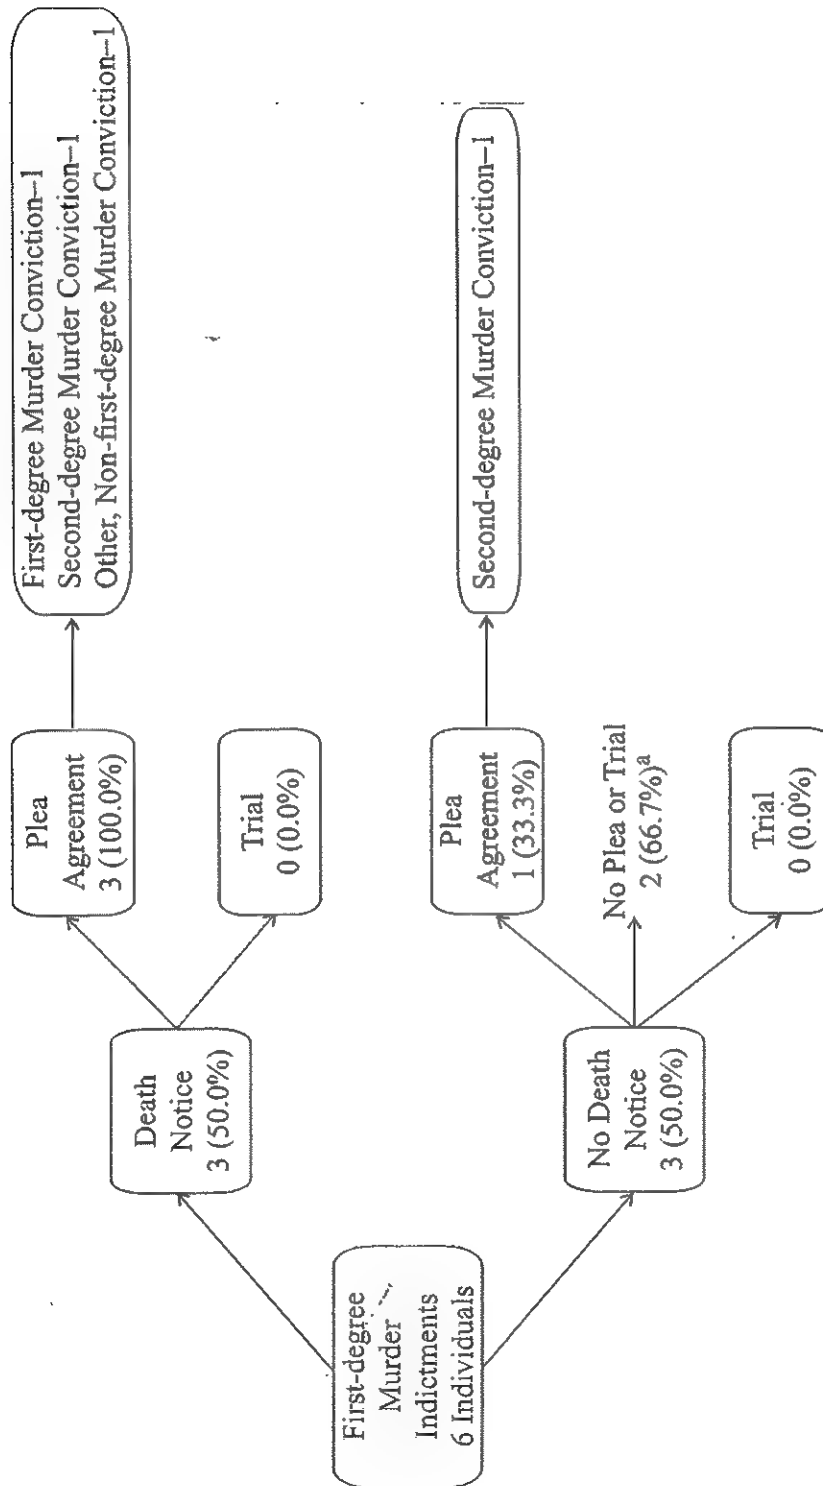 First-degree
Murder
Indictments
6 Individuals
Death
Notice
3 (50.0%)
Plea
Agreement
3 (100.0%)
First-degree Murder Conviction–1
Second-degree Murder Conviction–1
Other, Non-first-degree Murder Conviction–1
Trial
0 (0.0%)
No Death
Notice
3 (50.0%)
Plea
Agreement
1 (33.3%)
Second-degree Murder Conviction–1
No Plea or Trial
2 (66.7%)ᵃ
Trial
0 (0.0%)